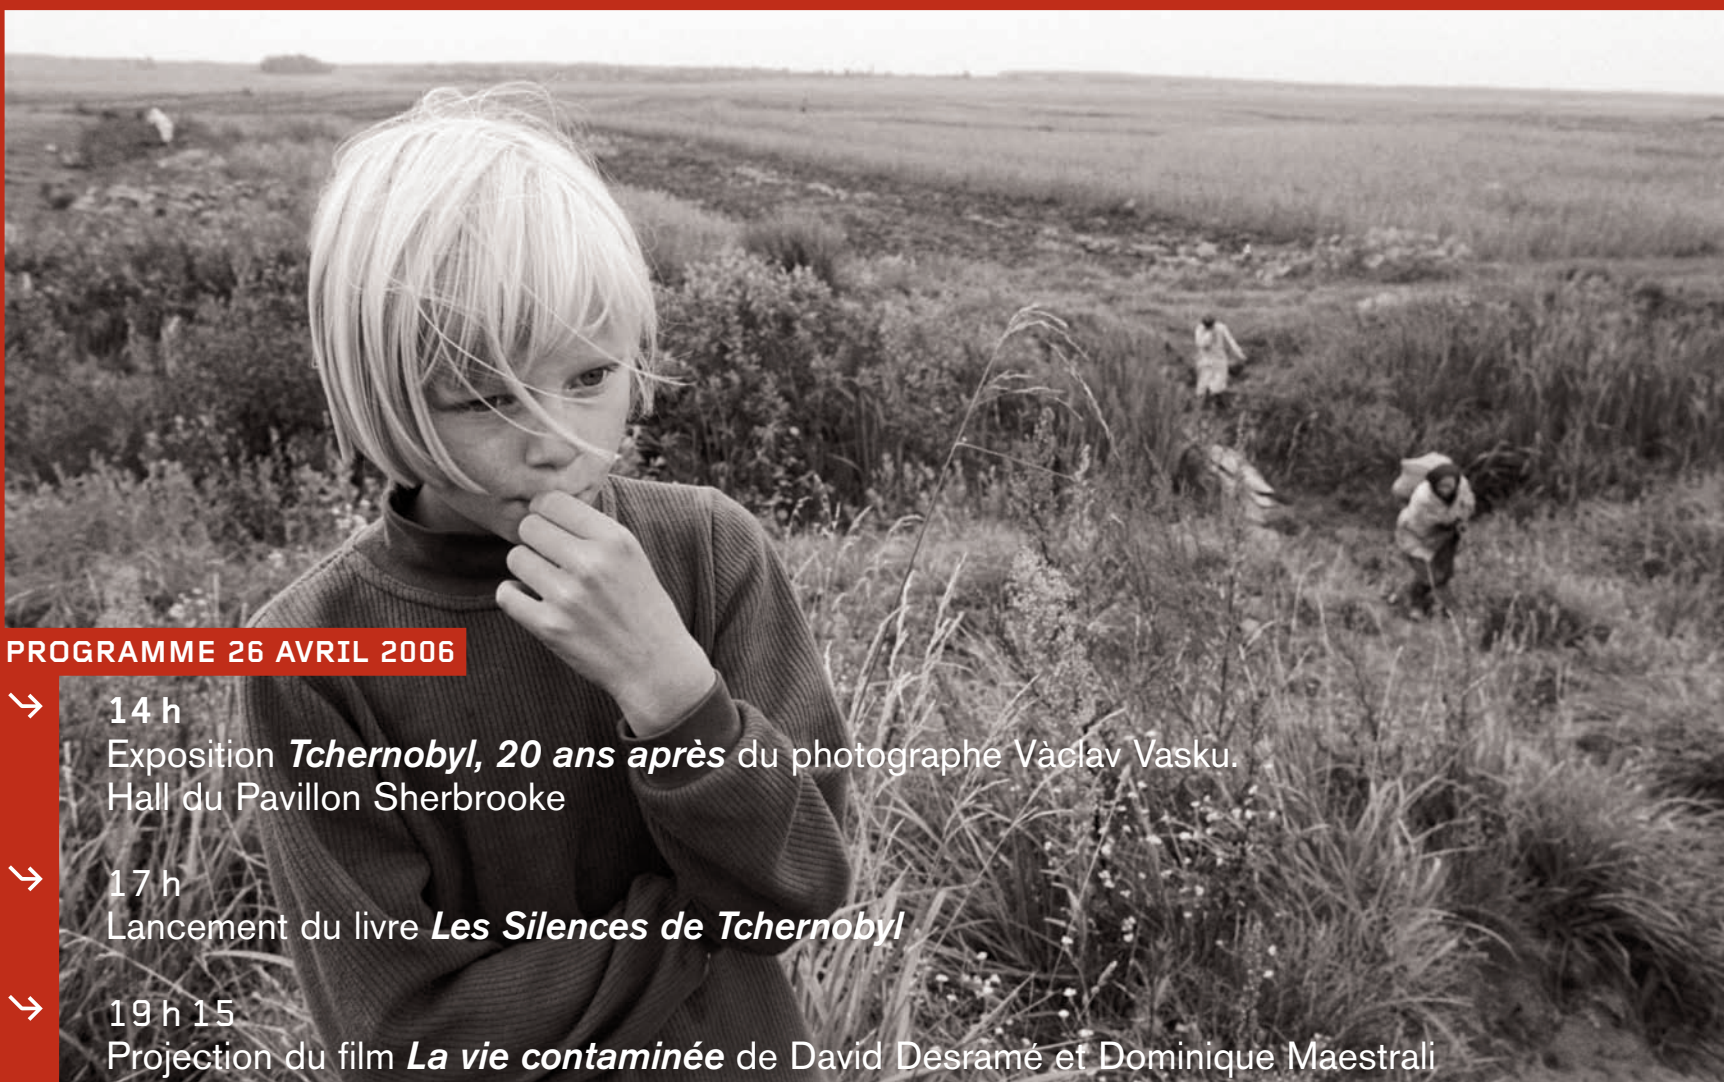 PROGRAMME 26 AVRIL 2006
14 h
Exposition Tchernobyl, 20 ans après du photographe Vàclav Vasku.
Hall du Pavillon Sherbrooke
17 h
Lancement du livre Les Silences de Tchernobyl
19 h 15
Projection du film La vie contaminée de David Desramé et Dominique Maestrali